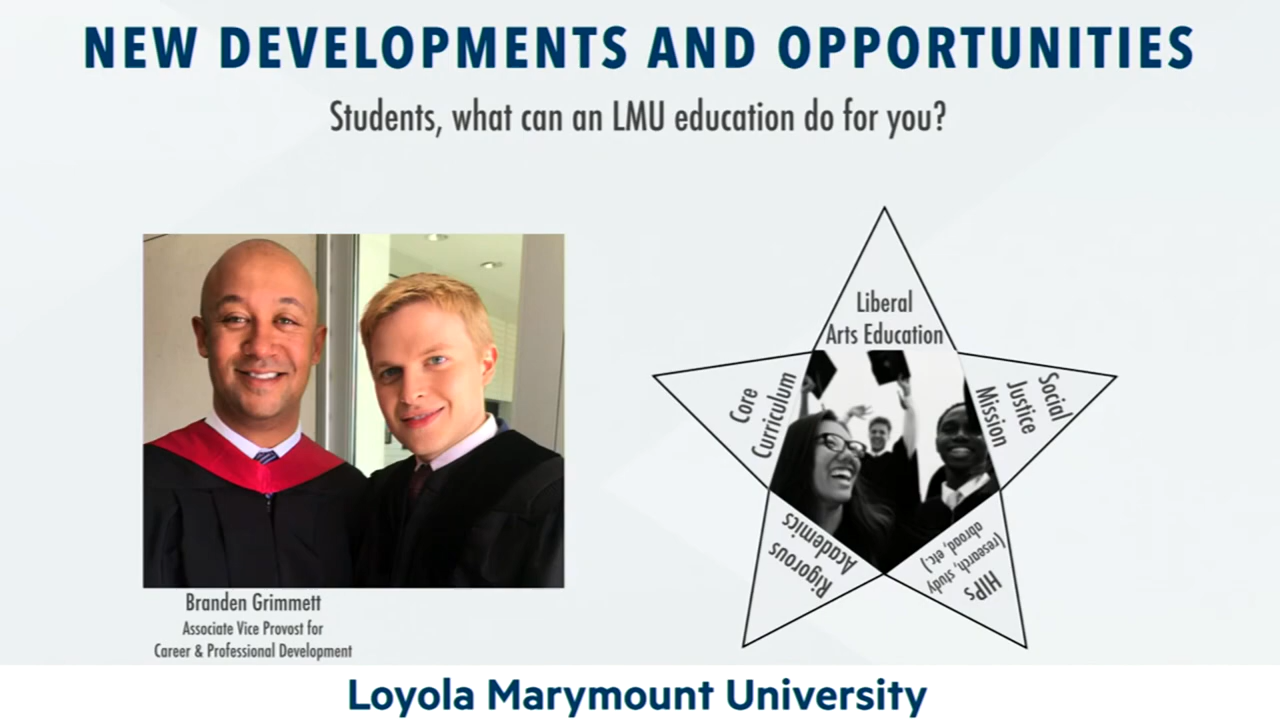 NEW DEVELOPMENTS AND OPPORTUNITIES
Students, what can an LMU education do for you?
Liberal
Arts Education
Core
Curriculum
Social
Justice
Mission
Rigorous
Academics
HIPs
(research, study
abroad, etc.)
Branden Grimmett
Associate Vice Provost for
Career & Professional Development
Loyola Marymount University